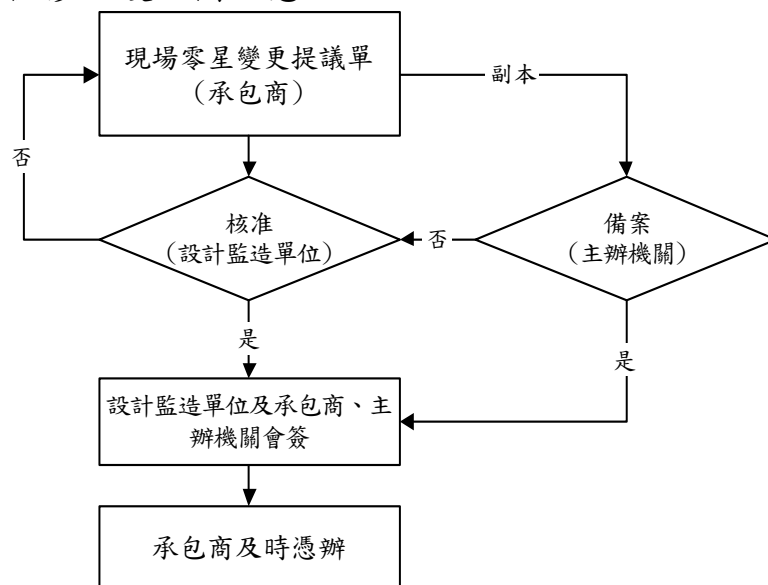 現場零星變更提議單
（承包商）
副本
否
核准
（設計監造單位）
否
備案
（主辦機關）
是
是
設計監造單位及承包商、主
辦機關會簽
承包商及時憑辦